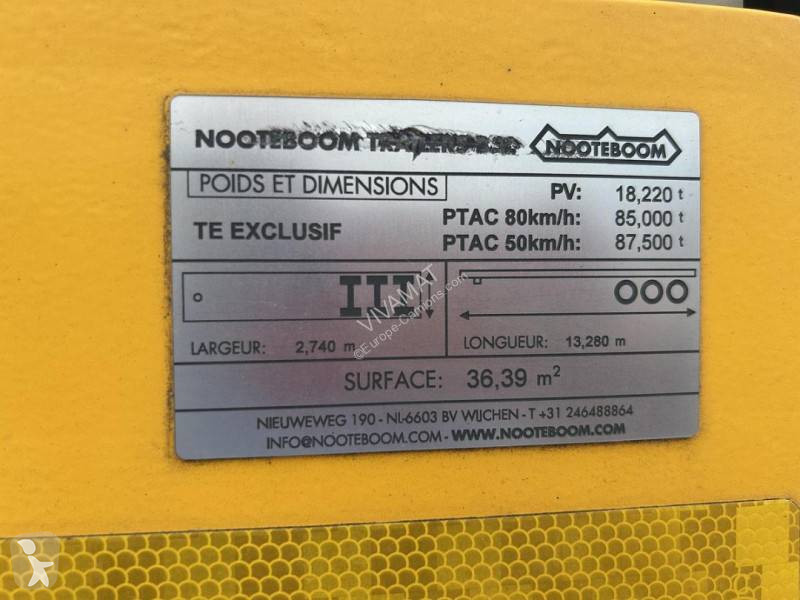 NOOTEBOOM
NOOTEBOOM
POIDS ET DIMENSIONS
PV: 18,220 t
TE EXCLUSIF
PTAC 80km/h: 85,000 t
PTAC 50km/h: 87,500 t
VIVAMAT
©Europe-Camions.com
LARGEUR: 2,740 m
LONGUEUR: 13,280 m
SURFACE: 36,39 m²
NIEUWEWEG 190 - NL-6603 BV WIJCHEN - T +31 246488864
INFO@NOOTEBOOM.COM - WWW.NOOTEBOOM.COM